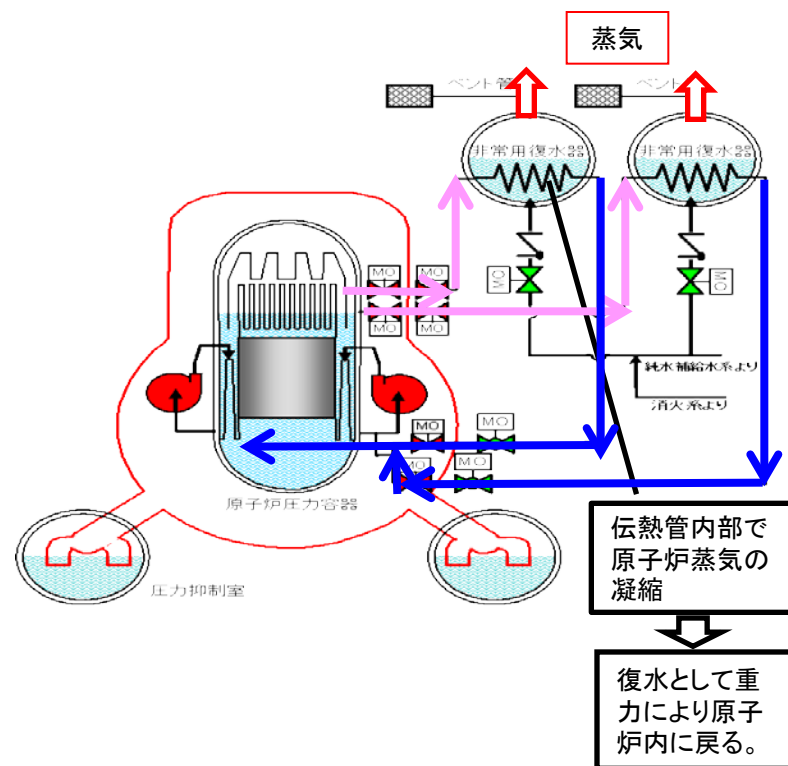 蒸気
ベント管
ベント
非常用復水器
非常用復水器
MO
MO
MO
MO
MO
MO
純水補給水系より
消火系より
MO
MO
MO
MO
原子炉圧力容器
圧力抑制室
伝熱管内部で
原子炉蒸気の
凝縮
復水として重
力により原子
炉内に戻る。